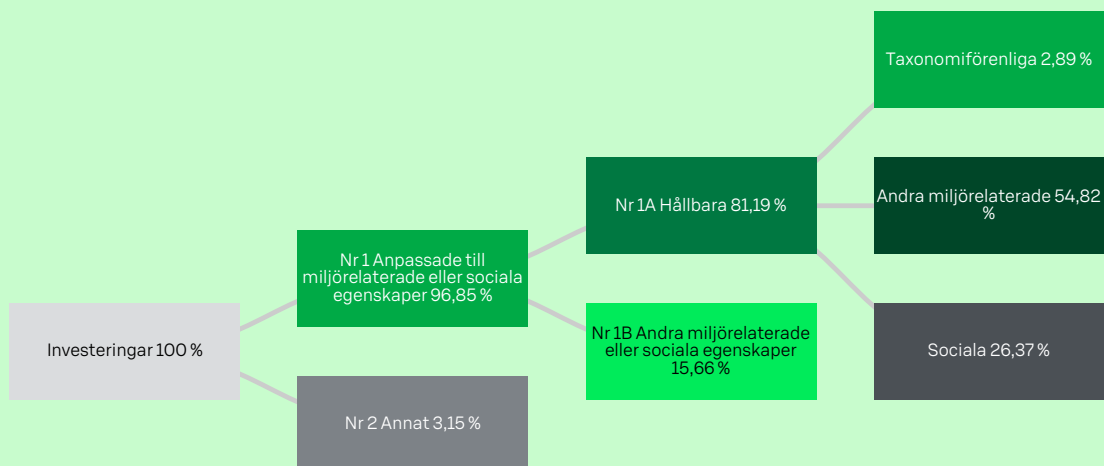 Investeringar 100 %
Nr 1 Anpassade till
miljörelaterade eller sociala
egenskaper 96,85 %
Nr 2 Annat 3,15 %
Nr 1A Hållbara 81,19 %
Nr 1B Andra miljörelaterade
eller sociala egenskaper
15,66 %
Taxonomiförenliga 2,89 %
Andra miljörelaterade 54,82
%
Sociala 26,37 %